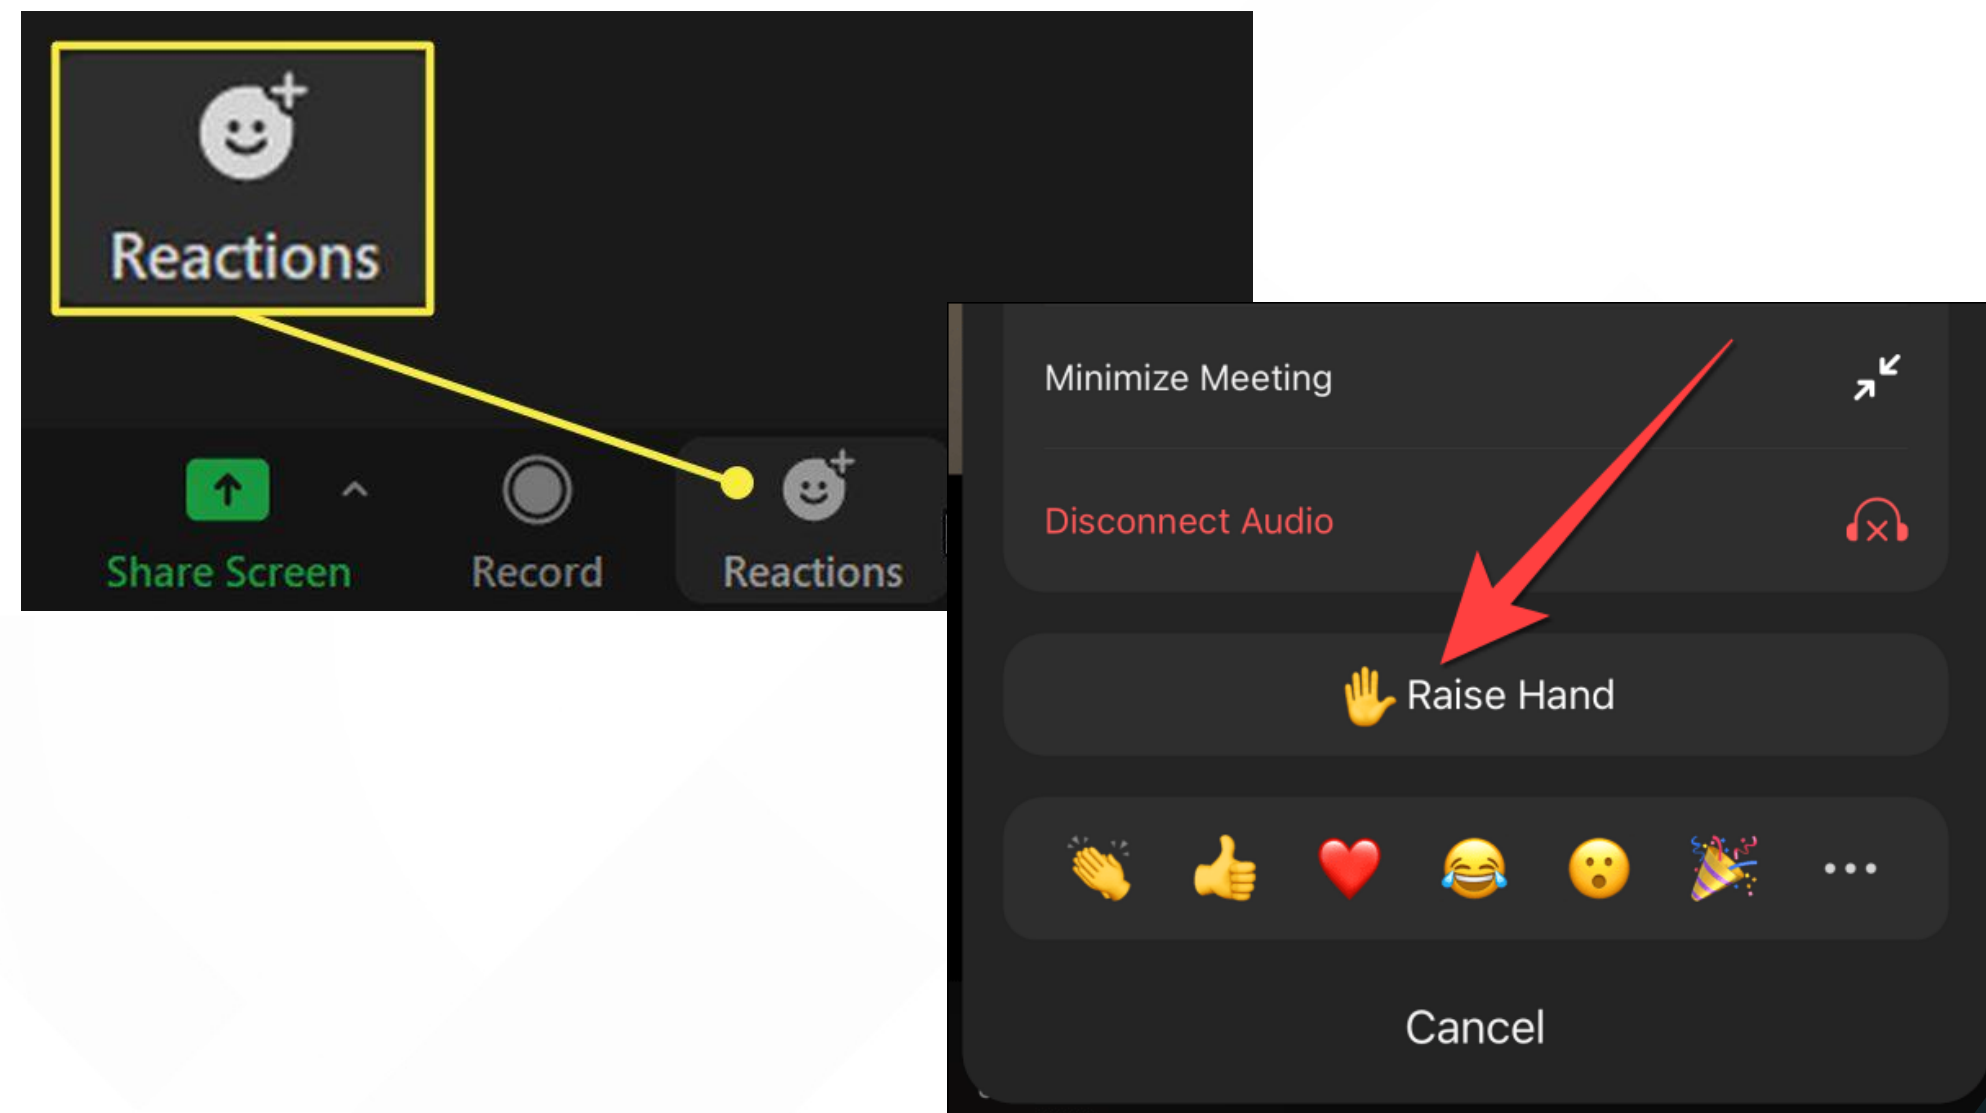 Reactions
Share Screen
Record
Reactions
Minimize Meeting
Disconnect Audio
Raise Hand
Cancel